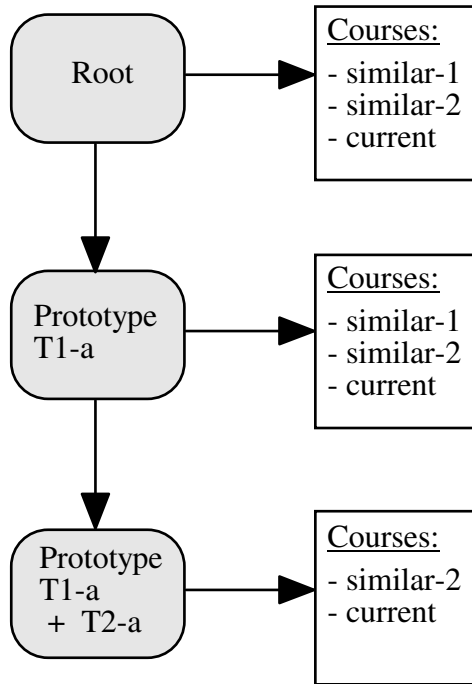 Root
Courses:
- similar-1
- similar-2
- current
Prototype
T1-a
Courses:
- similar-1
- similar-2
- current
Prototype
T1-a
+ T2-a
Courses:
- similar-2
- current